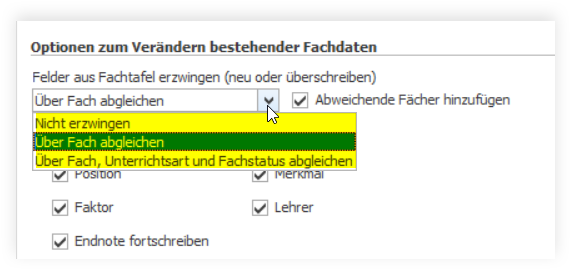 Optionen zum Verändern bestehender Fachdaten
Felder aus Fachtafel erzwingen (neu oder überschreiben)
Über Fach abgleichen Abweichende Fächer hinzufügen
Nicht erzwingen
Über Fach abgleichen
Über Fach, Unterrichtsart und Fachstatus abgleichen
Position Merkmal
Faktor Lehrer
Endnote fortschreiben